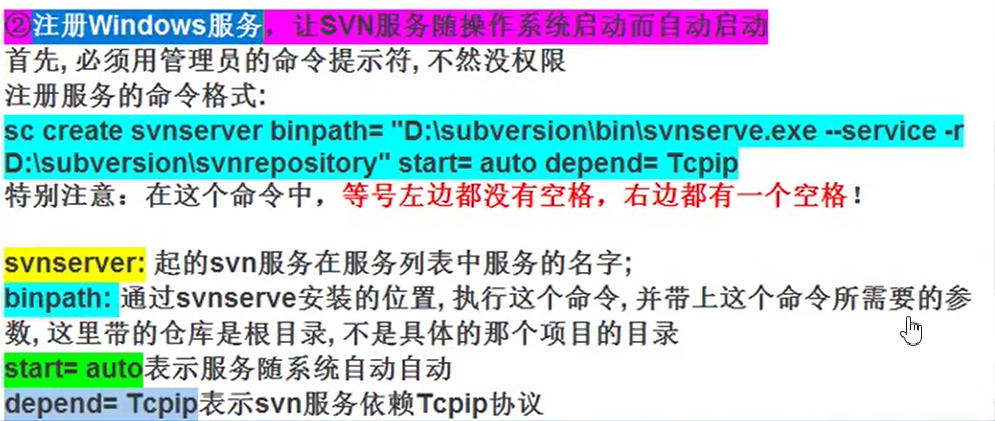 ②注册Windows服务，让SVN服务随操作系统启动而自动启动
首先, 必须用管理员的命令提示符, 不然没权限
注册服务的命令格式:
sc create svnserver binpath= "D:\subversion\bin\svnserve.exe --service -r
D:\subversion\svnrepository" start= auto depend= Tcpip
特别注意：在这个命令中，等号左边都没有空格，右边都有一个空格！
svnserver: 起的svn服务在服务列表中服务的名字;
binpath: 通过svnserve安装的位置, 执行这个命令, 并带上这个命令所需要的参
数, 这里带的仓库是根目录, 不是具体的那个项目的目录
start= auto表示服务随系统自动自动
depend= Tcpip表示svn服务依赖Tcpip协议